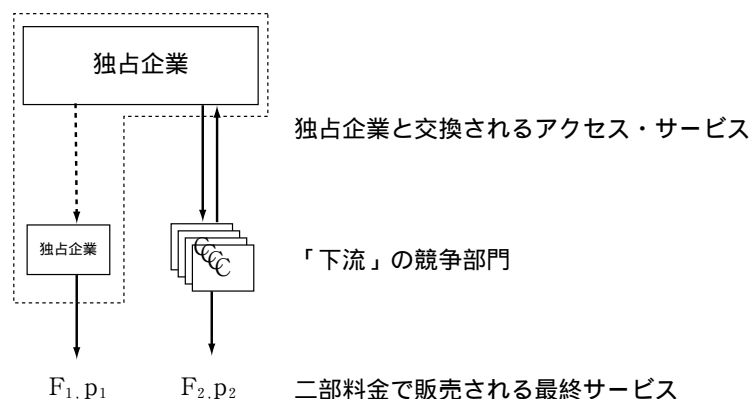 独占企業
独占企業と交換されるアクセス・サービス
独占企業
C
C
C
C
「下流」の競争部門
F1, p1
F2, p2
二部料金で販売される最終サービス